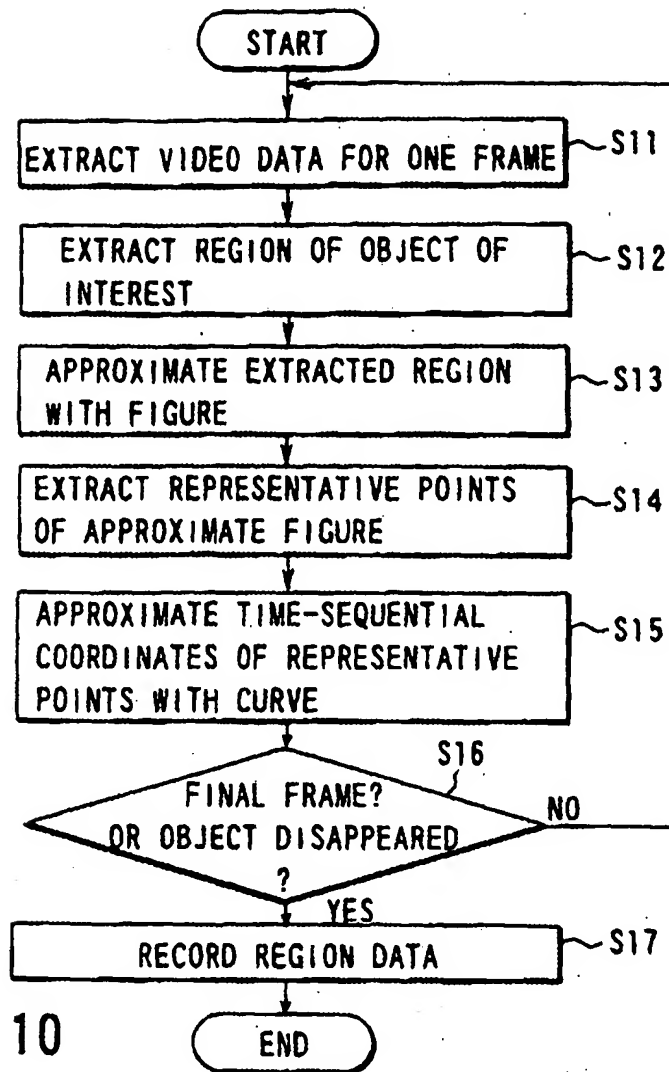 START
EXTRACT VIDEO DATA FOR ONE FRAME
S11
EXTRACT REGION OF OBJECT OF
INTEREST
S12
APPROXIMATE EXTRACTED REGION
WITH FIGURE
S13
EXTRACT REPRESENTATIVE POINTS
OF APPROXIMATE FIGURE
S14
APPROXIMATE TIME-SEQUENTIAL
COORDINATES OF REPRESENTATIVE
POINTS WITH CURVE
S15
S16
FINAL FRAME?
OR OBJECT DISAPPEARED
?
NO
YES
RECORD REGION DATA
S17
10
END